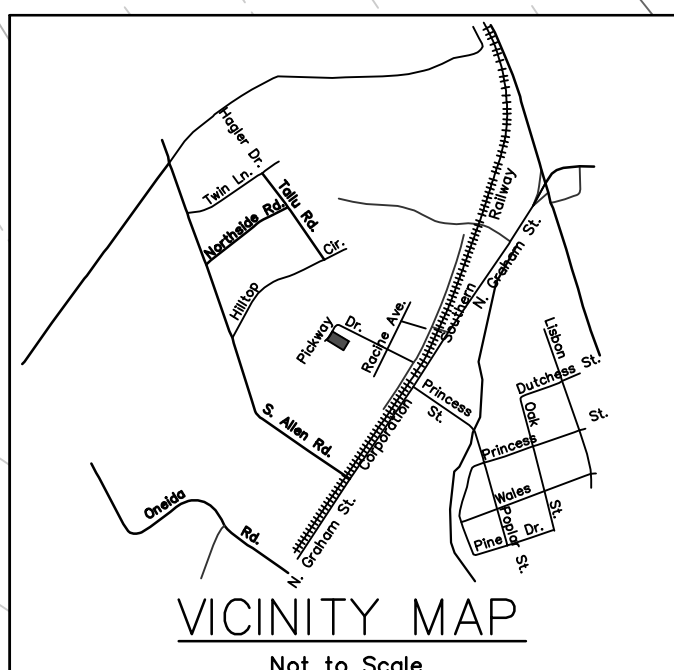 Hagler Dr.
Twin Ln.
Tallu Rd.
Northside Rd.
Cir.
Hilltop
Railway
N. Graham St.
Southern
Pickway Dr.
Racine Ave.
Lisbon
Dutchess St.
Princess St.
Oak St.
Corporation
S. Allen Rd.
Princess St.
Wales
Poplar St.
Pine Dr.
Oneida Rd.
N. Graham St.
VICINITY MAP
Not to Scale